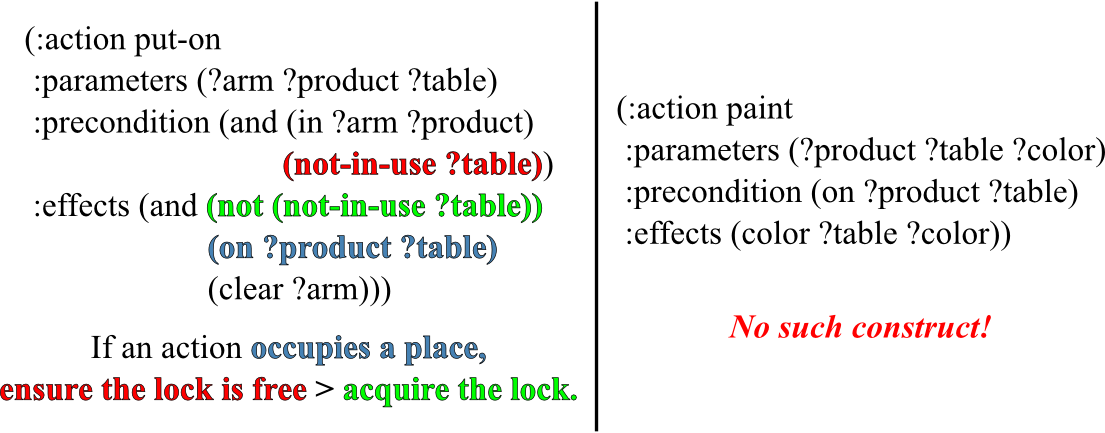 (:action put-on
:parameters (?arm ?product ?table)
:precondition (and (in ?arm ?product)
(not-in-use ?table))
:effects (and (not (not-in-use ?table))
(on ?product ?table)
(clear ?arm)))
If an action occupies a place,
ensure the lock is free > acquire the lock.
(:action paint
:parameters (?product ?table ?color)
:precondition (on ?product ?table)
:effects (color ?table ?color))
No such construct!